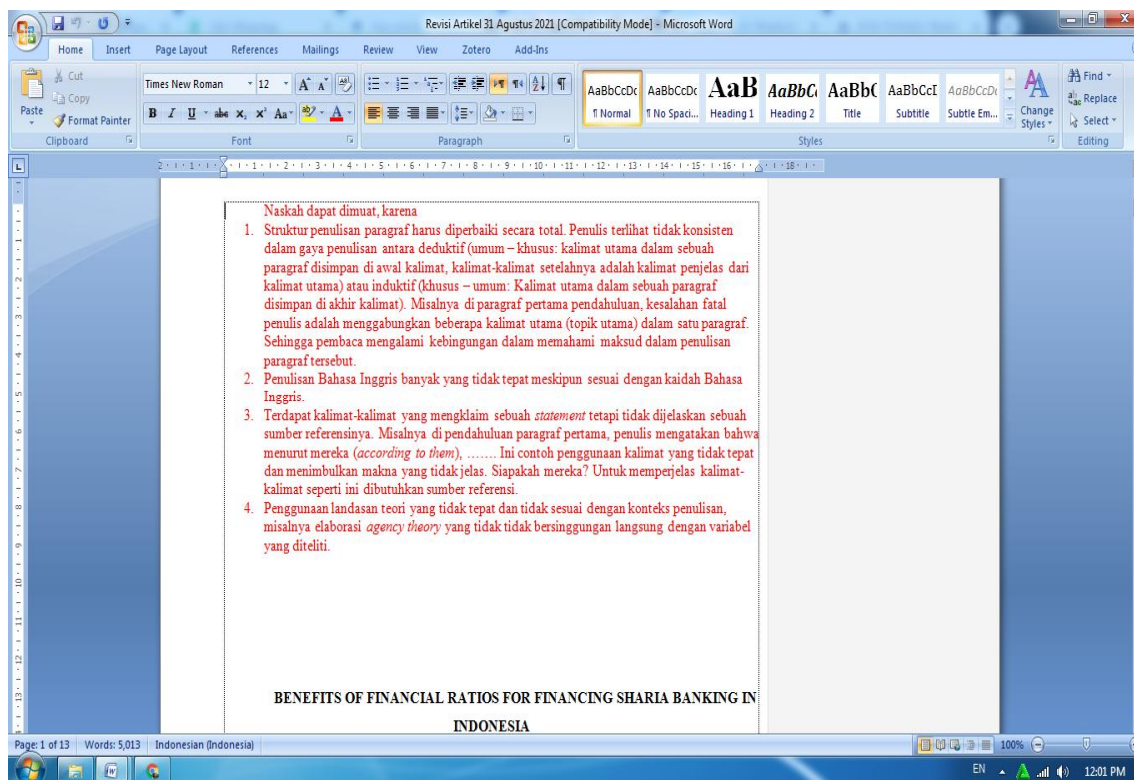 Revisi Artikel 31 Agustus 2021 [Compatibility Mode] - Microsoft Word
Home Insert Page Layout References Mailings Review View Zotero Add-Ins
Cut
Copy
Format Painter
Paste
Clipboard
Times New Roman 12
Font
Paragraph
AaBbCcDc AaBbCcDc AaB AaBbC AaBb( AaBbCcI AaBbCcDc
¶ Normal ¶ No Spaci... Heading 1 Heading 2 Title Subtitle Subtle Em...
Change Styles
Styles
Find
Replace
Select
Editing
Naskah dapat dimuat, karena
1. Struktur penulisan paragraf harus diperbaiki secara total. Penulis terlihat tidak konsisten
dalam gaya penulisan antara deduktif (umum – khusus: kalimat utama dalam sebuah
paragraf disimpan di awal kalimat, kalimat-kalimat setelahnya adalah kalimat penjelas dari
kalimat utama) atau induktif (khusus – umum: Kalimat utama dalam sebuah paragraf
disimpan di akhir kalimat). Misalnya di paragraf pertama pendahuluan, kesalahan fatal
penulis adalah menggabungkan beberapa kalimat utama (topik utama) dalam satu paragraf.
Sehingga pembaca mengalami kebingungan dalam memahami maksud dalam penulisan
paragraf tersebut.
2. Penulisan Bahasa Inggris banyak yang tidak tepat meskipun sesuai dengan kaidah Bahasa
Inggris.
3. Terdapat kalimat-kalimat yang mengklaim sebuah statement tetapi tidak dijelaskan sebuah
sumber referensinya. Misalnya di pendahuluan paragraf pertama, penulis mengatakan bahwa
menurut mereka (according to them), ....... Ini contoh penggunaan kalimat yang tidak tepat
dan menimbulkan makna yang tidak jelas. Siapakah mereka? Untuk memperjelas kalimat-
kalimat seperti ini dibutuhkan sumber referensi.
4. Penggunaan landasan teori yang tidak tepat dan tidak sesuai dengan konteks penulisan,
misalnya elaborasi agency theory yang tidak tidak bersinggungan langsung dengan variabel
yang diteliti.
BENEFITS OF FINANCIAL RATIOS FOR FINANCING SHARIA BANKING IN
INDONESIA
Page: 1 of 13 Words: 5,013 Indonesian (Indonesia) 100%
EN 12:01 PM